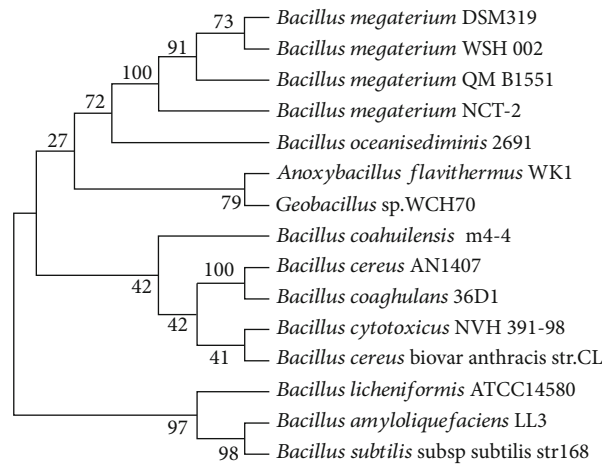 73
Bacillus megaterium DSM319
Bacillus megaterium WSH 002
91
Bacillus megaterium QM B1551
100
Bacillus megaterium NCT-2
72
Bacillus oceanisediminis 2691
27
Anoxybacillus flavithermus WK1
79
Geobacillus sp.WCH70
Bacillus coahuilensis m4-4
42
100
Bacillus cereus AN1407
Bacillus coaghulans 36D1
42
Bacillus cytotoxicus NVH 391-98
41
Bacillus cereus biovar anthracis str.CL
Bacillus licheniformis ATCC14580
97
Bacillus amyloliquefaciens LL3
98
Bacillus subtilis subsp subtilis str168